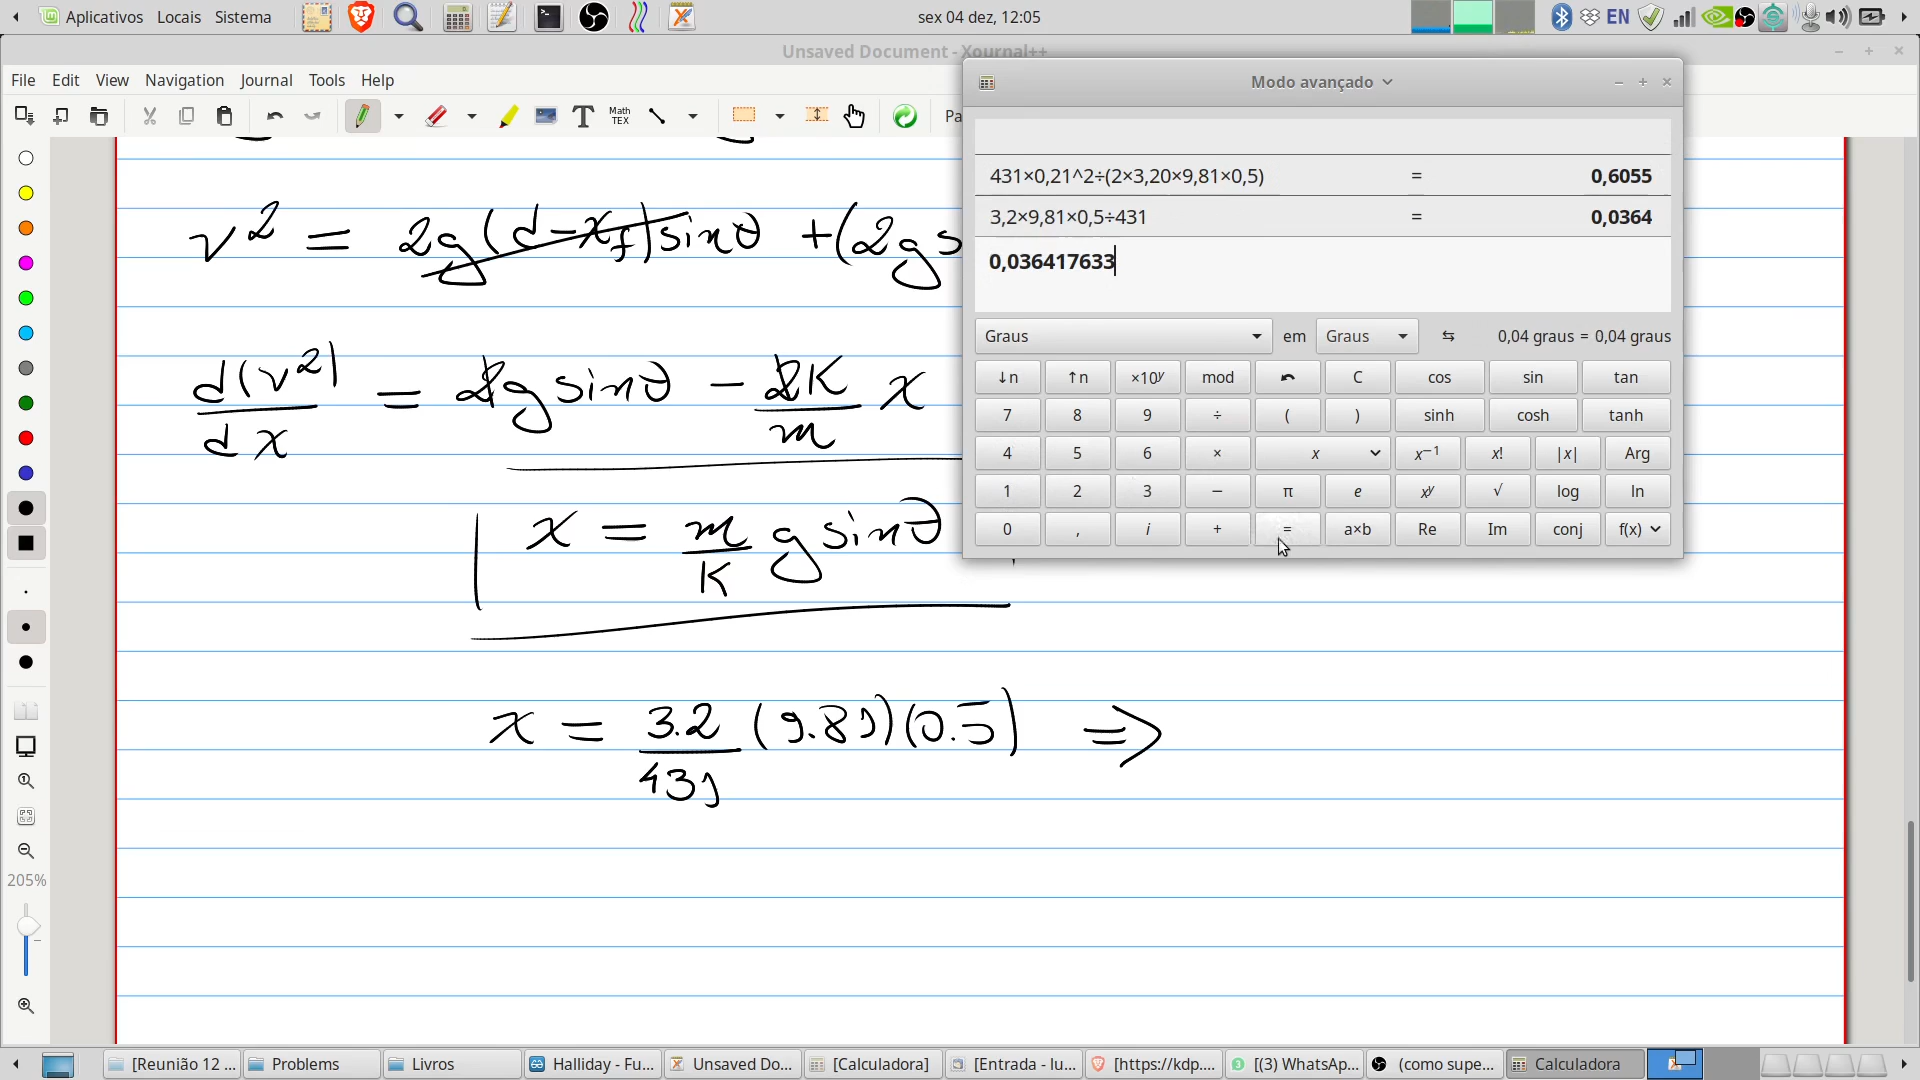 Aplicativos Locais Sistema
sex 04 dez, 12:05
EN
Unsaved Document - Xournal++
File Edit View Navigation Journal Tools Help
Math TEX
Pa
v² = 2g(d-x_f)sinθ + (2gs
d(v²)/dx = 2g sinθ - 2K/m x
x = m/K g sinθ
x = 3.2/431 (9.81)(0.5) ⇒
205%
Modo avançado
431×0,21^2÷(2×3,20×9,81×0,5) = 0,6055
3,2×9,81×0,5÷431 = 0,0364
0,036417633
Graus em Graus 0,04 graus = 0,04 graus
↓n ↑n ×10ʸ mod C cos sin tan
7 8 9 ÷ ( ) sinh cosh tanh
4 5 6 × x x⁻¹ x! |x| Arg
1 2 3 − π e xʸ √ log ln
0 , i + = a×b Re Im conj f(x)
[Reunião 12 ... Problems Livros Halliday - Fu... Unsaved Do... [Calculadora] [Entrada - lu... [https://kdp.... [(3) WhatsAp... (como supe... Calculadora